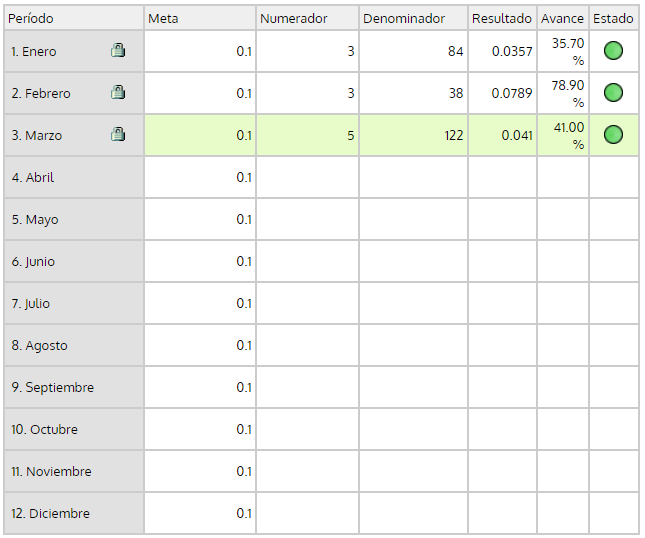 Período Meta Numerador Denominador Resultado Avance Estado
1. Enero 0.1 3 84 0.0357 35.70 %
2. Febrero 0.1 3 38 0.0789 78.90 %
3. Marzo 0.1 5 122 0.041 41.00 %
4. Abril 0.1
5. Mayo 0.1
6. Junio 0.1
7. Julio 0.1
8. Agosto 0.1
9. Septiembre 0.1
10. Octubre 0.1
11. Noviembre 0.1
12. Diciembre 0.1